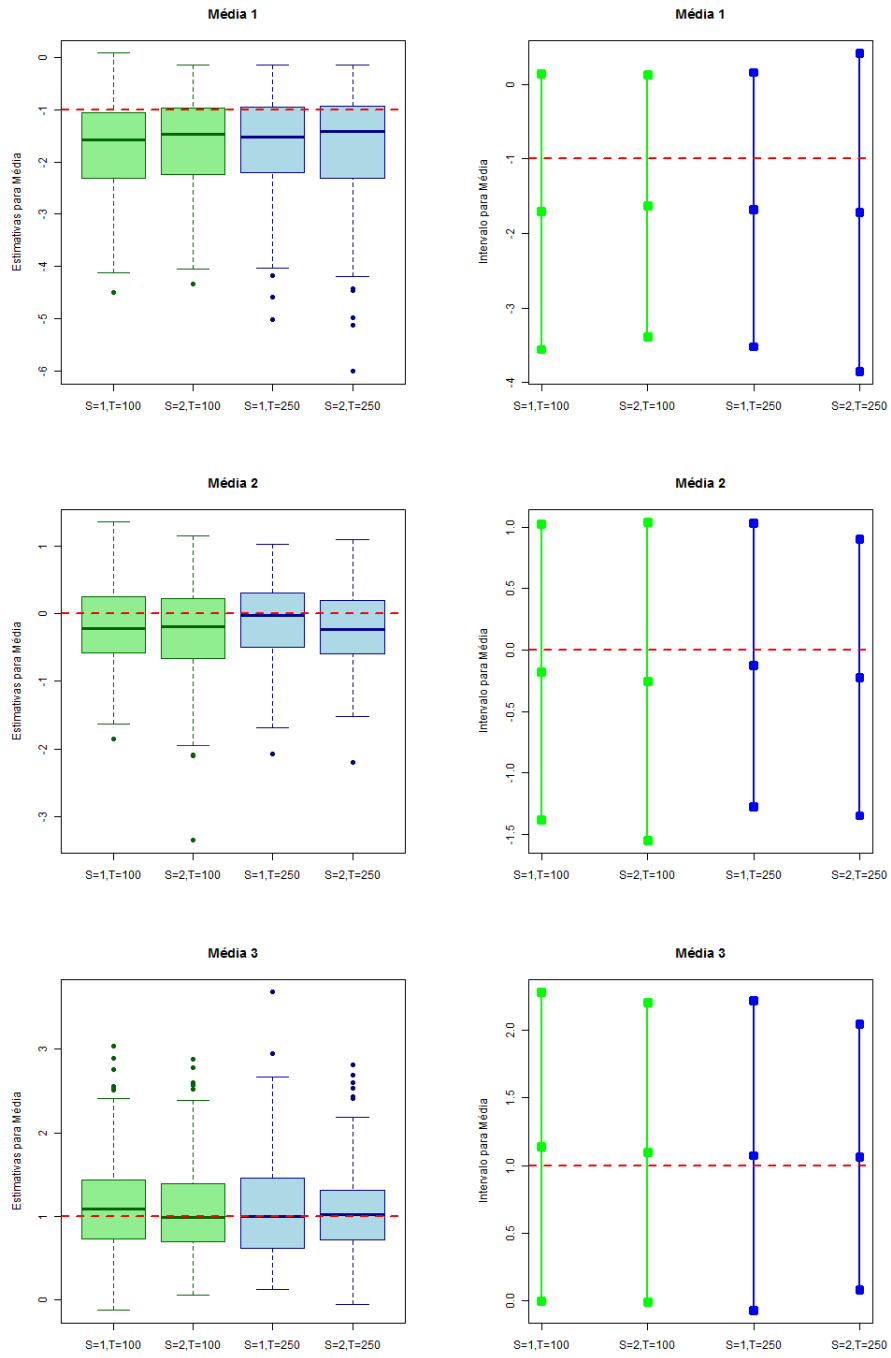 Média 1
Estimativas para Média
0
-1
-2
-3
-4
-5
-6
S=1,T=100 S=2,T=100 S=1,T=250 S=2,T=250
Média 1
Intervalo para Média
0
-1
-2
-3
-4
S=1,T=100 S=2,T=100 S=1,T=250 S=2,T=250
Média 2
Estimativas para Média
1
0
-1
-2
-3
S=1,T=100 S=2,T=100 S=1,T=250 S=2,T=250
Média 2
Intervalo para Média
1.0
0.5
0.0
-0.5
-1.0
-1.5
S=1,T=100 S=2,T=100 S=1,T=250 S=2,T=250
Média 3
Estimativas para Média
3
2
1
0
S=1,T=100 S=2,T=100 S=1,T=250 S=2,T=250
Média 3
Intervalo para Média
2.0
1.5
1.0
0.5
0.0
S=1,T=100 S=2,T=100 S=1,T=250 S=2,T=250